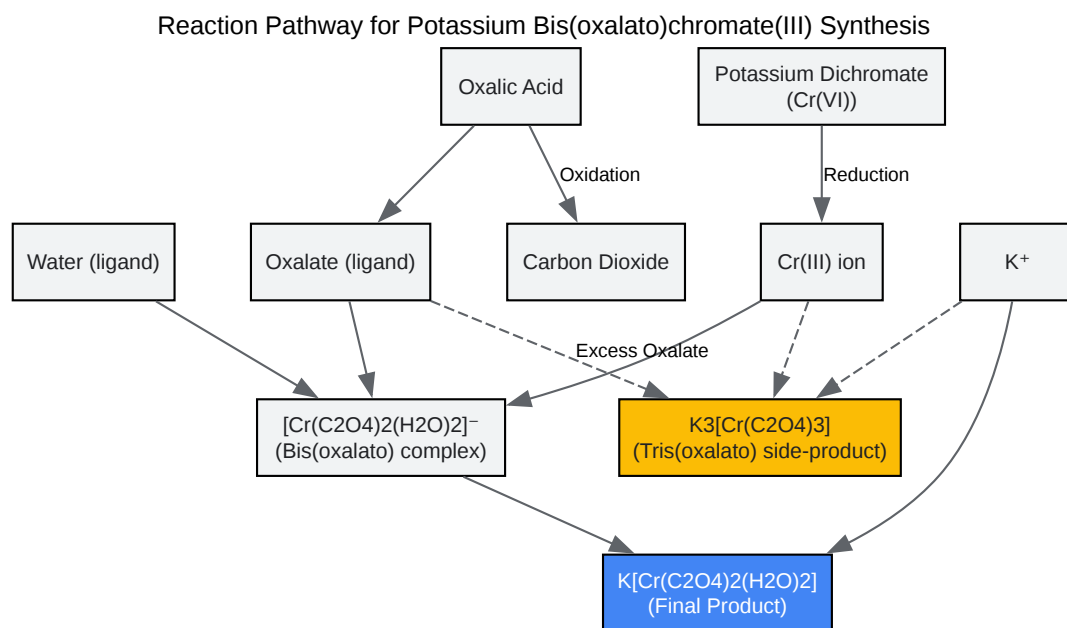 Reaction Pathway for Potassium Bis(oxalato)chromate(III) Synthesis
Oxalic Acid
Potassium Dichromate
(Cr(VI))
Oxidation
Reduction
Water (ligand)
Oxalate (ligand)
Carbon Dioxide
Cr(III) ion
K⁺
Excess Oxalate
[Cr(C2O4)2(H2O)2]⁻
(Bis(oxalato) complex)
K3[Cr(C2O4)3]
(Tris(oxalato) side-product)
K[Cr(C2O4)2(H2O)2]
(Final Product)